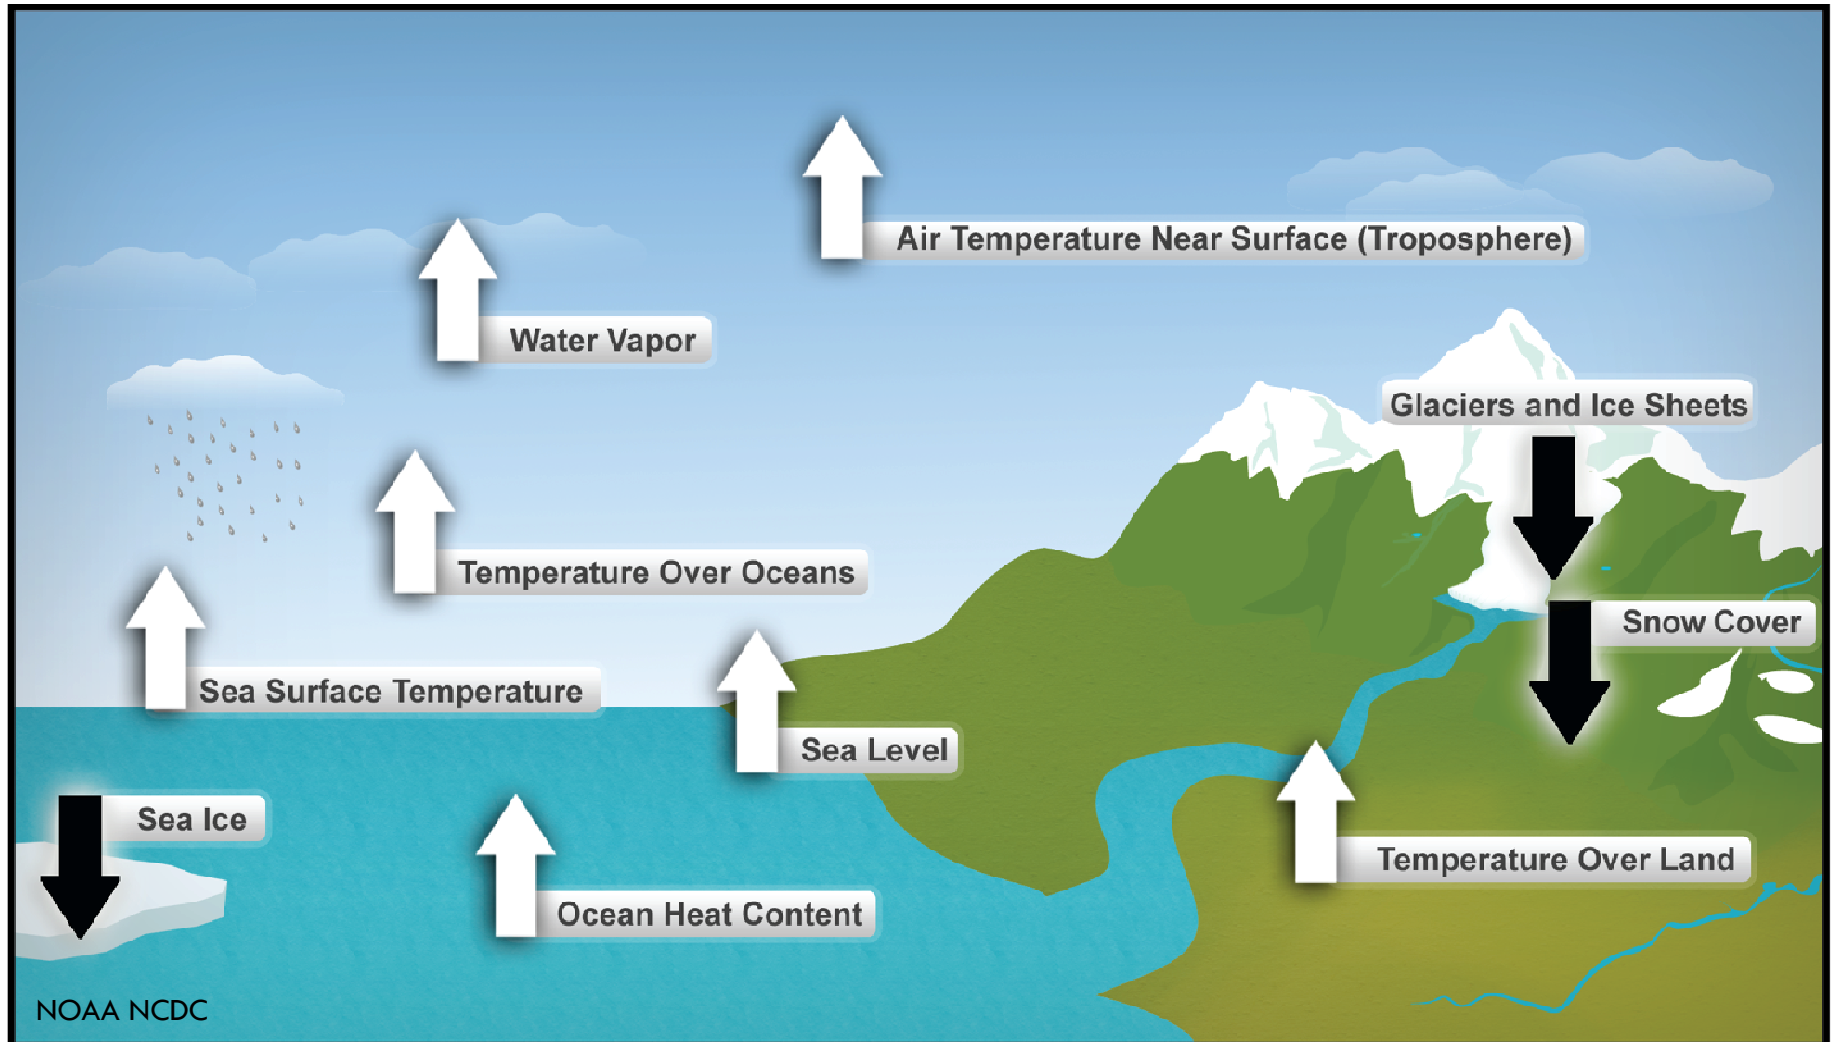 Air Temperature Near Surface (Troposphere)
Water Vapor
Glaciers and Ice Sheets
Temperature Over Oceans
Snow Cover
Sea Surface Temperature
Sea Level
Sea Ice
Temperature Over Land
Ocean Heat Content
NOAA NCDC